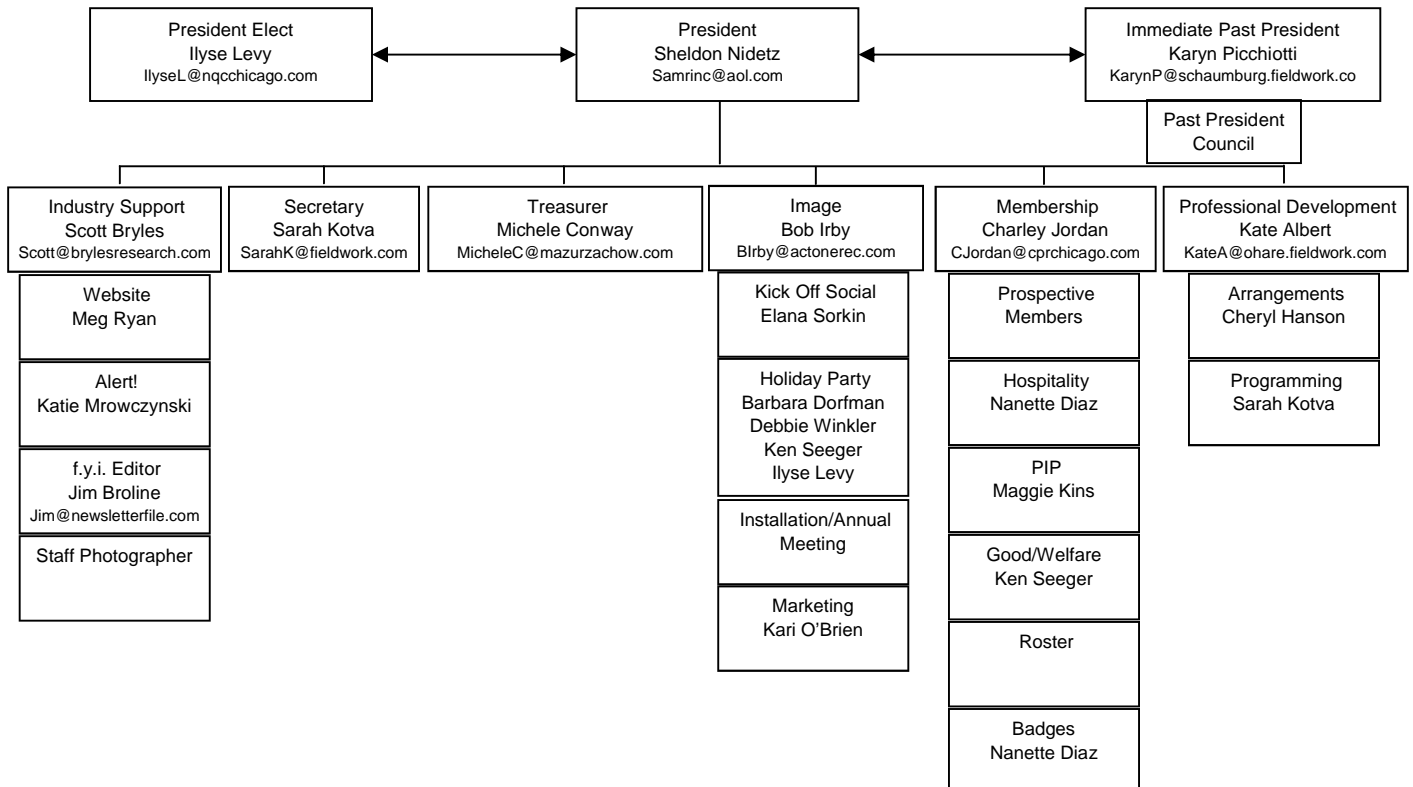 President Elect
Ilyse Levy
IlyseL@nqcchicago.com
President
Sheldon Nidetz
Samrinc@aol.com
Immediate Past President
Karyn Picchiotti
KarynP@schaumburg.fieldwork.co
Past President
Council
Industry Support
Scott Bryles
Scott@brylesresearch.com
Secretary
Sarah Kotva
SarahK@fieldwork.com
Treasurer
Michele Conway
MicheleC@mazurzachow.com
Image
Bob Irby
BIrby@actonerec.com
Membership
Charley Jordan
CJordan@cprchicago.com
Professional Development
Kate Albert
KateA@ohare.fieldwork.com
Website
Meg Ryan
Alert!
Katie Mrowczynski
f.y.i. Editor
Jim Broline
Jim@newsletterfile.com
Staff Photographer
Kick Off Social
Elana Sorkin
Holiday Party
Barbara Dorfman
Debbie Winkler
Ken Seeger
Ilyse Levy
Installation/Annual
Meeting
Marketing
Kari O’Brien
Prospective
Members
Hospitality
Nanette Diaz
PIP
Maggie Kins
Good/Welfare
Ken Seeger
Roster
Badges
Nanette Diaz
Arrangements
Cheryl Hanson
Programming
Sarah Kotva